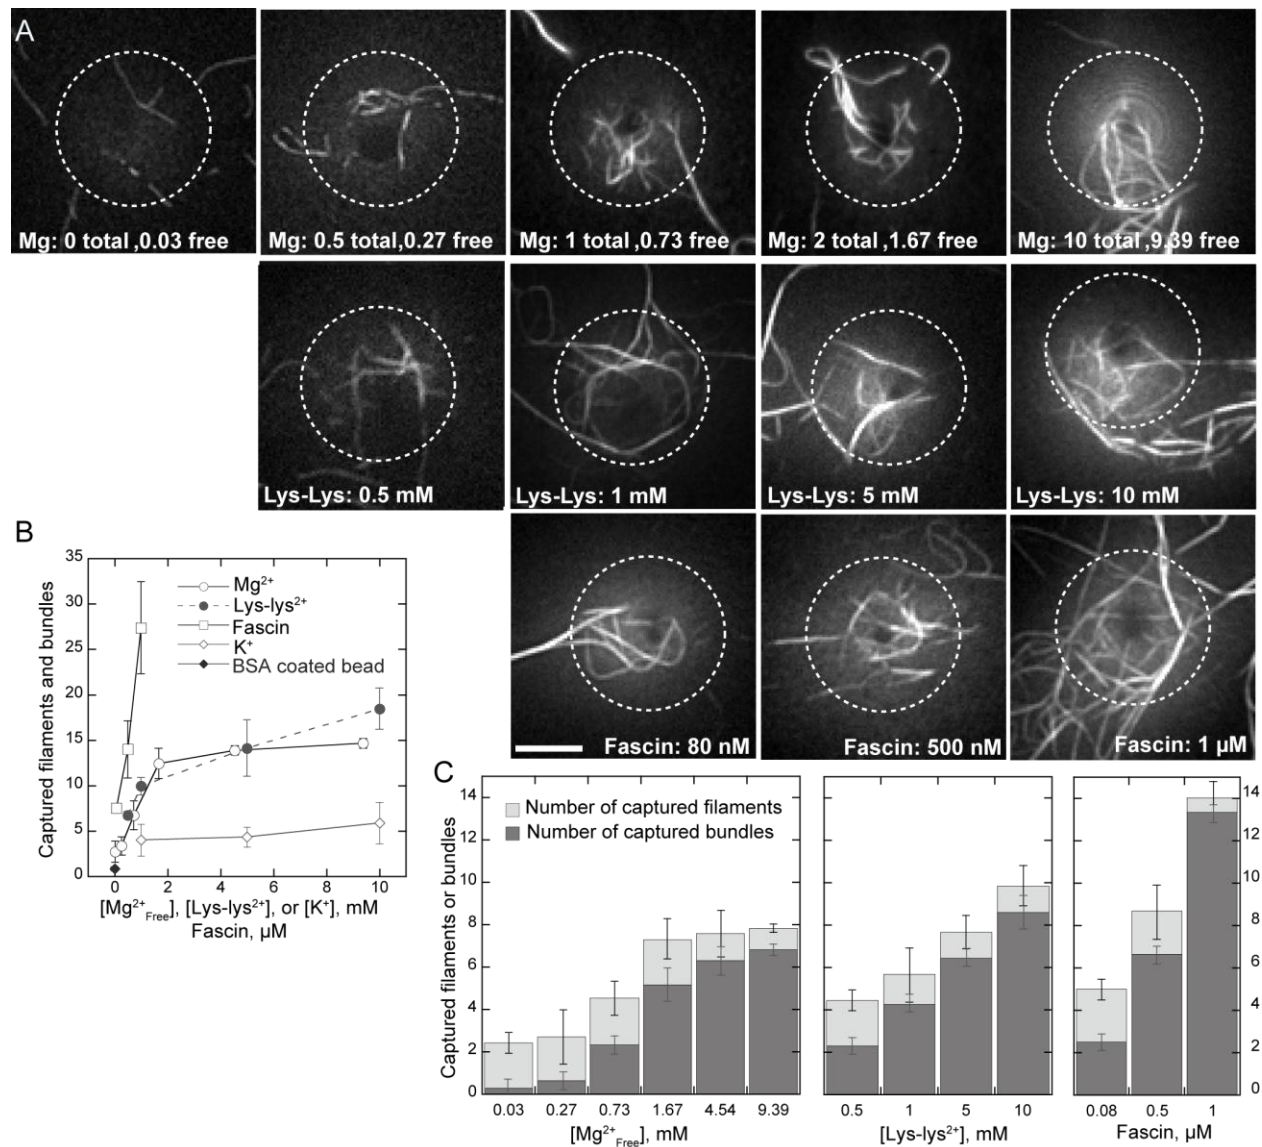 A
Mg: 0 total ,0.03 free
Mg: 0.5 total,0.27 free
Mg: 1 total ,0.73 free
Mg: 2 total ,1.67 free
Mg: 10 total ,9.39 free
Lys-Lys: 0.5 mM
Lys-Lys: 1 mM
Lys-Lys: 5 mM
Lys-Lys: 10 mM
Fascin: 80 nM
Fascin: 500 nM
Fascin: 1 µM
B
Captured filaments and bundles
35
30
25
20
15
10
5
0
Mg²⁺
Lys-lys²⁺
Fascin
K⁺
BSA coated bead
0 2 4 6 8 10
[Mg²⁺Free], [Lys-lys²⁺], or [K⁺], mM
Fascin, µM
C
Captured filaments or bundles
14
12
10
8
6
4
2
0
Number of captured filaments
Number of captured bundles
0.03 0.27 0.73 1.67 4.54 9.39
[Mg²⁺Free], mM
0.5 1 5 10
[Lys-lys²⁺], mM
14
12
10
8
6
4
2
0
0.08 0.5 1
Fascin, µM